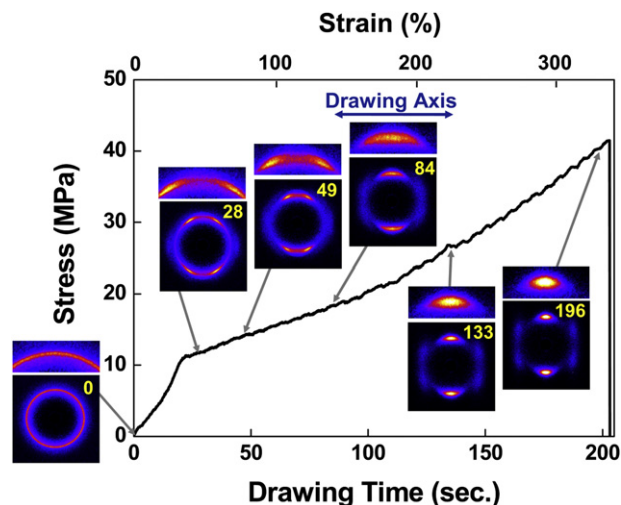 Strain (%)
0 100 200 300
50
40
30
20
10
0
Stress (MPa)
Drawing Axis
28
49
84
133
196
0
0 50 100 150 200
Drawing Time (sec.)